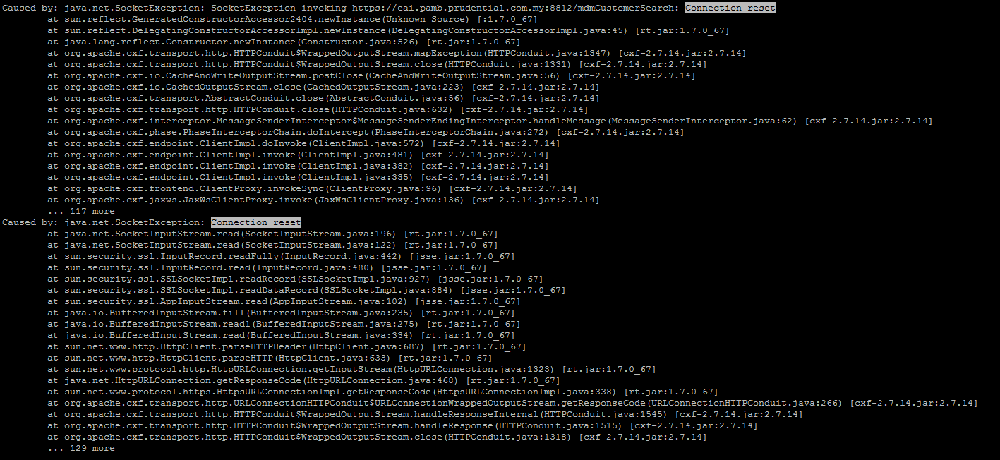 Caused by: java.net.SocketException: SocketException invoking https://eai.pamb.prudential.com.my:8812/mdmCustomerSearch: Connection reset
at sun.reflect.GeneratedConstructorAccessor2404.newInstance(Unknown Source) [:1.7.0_67]
at sun.reflect.DelegatingConstructorAccessorImpl.newInstance(DelegatingConstructorAccessorImpl.java:45) [rt.jar:1.7.0_67]
at java.lang.reflect.Constructor.newInstance(Constructor.java:526) [rt.jar:1.7.0_67]
at org.apache.cxf.transport.http.HTTPConduit$WrappedOutputStream.mapException(HTTPConduit.java:1347) [cxf-2.7.14.jar:2.7.14]
at org.apache.cxf.transport.http.HTTPConduit$WrappedOutputStream.close(HTTPConduit.java:1331) [cxf-2.7.14.jar:2.7.14]
at org.apache.cxf.io.CacheAndWriteOutputStream.postClose(CacheAndWriteOutputStream.java:56) [cxf-2.7.14.jar:2.7.14]
at org.apache.cxf.io.CachedOutputStream.close(CachedOutputStream.java:223) [cxf-2.7.14.jar:2.7.14]
at org.apache.cxf.transport.AbstractConduit.close(AbstractConduit.java:56) [cxf-2.7.14.jar:2.7.14]
at org.apache.cxf.transport.http.HTTPConduit.close(HTTPConduit.java:632) [cxf-2.7.14.jar:2.7.14]
at org.apache.cxf.interceptor.MessageSenderInterceptor$MessageSenderEndingInterceptor.handleMessage(MessageSenderInterceptor.java:62) [cxf-2.7.14.jar:2.7.14]
at org.apache.cxf.phase.PhaseInterceptorChain.doIntercept(PhaseInterceptorChain.java:272) [cxf-2.7.14.jar:2.7.14]
at org.apache.cxf.endpoint.ClientImpl.doInvoke(ClientImpl.java:572) [cxf-2.7.14.jar:2.7.14]
at org.apache.cxf.endpoint.ClientImpl.invoke(ClientImpl.java:481) [cxf-2.7.14.jar:2.7.14]
at org.apache.cxf.endpoint.ClientImpl.invoke(ClientImpl.java:382) [cxf-2.7.14.jar:2.7.14]
at org.apache.cxf.endpoint.ClientImpl.invoke(ClientImpl.java:335) [cxf-2.7.14.jar:2.7.14]
at org.apache.cxf.frontend.ClientProxy.invokeSync(ClientProxy.java:96) [cxf-2.7.14.jar:2.7.14]
at org.apache.cxf.jaxws.JaxWsClientProxy.invoke(JaxWsClientProxy.java:136) [cxf-2.7.14.jar:2.7.14]
... 117 more
Caused by: java.net.SocketException: Connection reset
at java.net.SocketInputStream.read(SocketInputStream.java:196) [rt.jar:1.7.0_67]
at java.net.SocketInputStream.read(SocketInputStream.java:122) [rt.jar:1.7.0_67]
at sun.security.ssl.InputRecord.readFully(InputRecord.java:442) [jsse.jar:1.7.0_67]
at sun.security.ssl.InputRecord.read(InputRecord.java:480) [jsse.jar:1.7.0_67]
at sun.security.ssl.SSLSocketImpl.readRecord(SSLSocketImpl.java:927) [jsse.jar:1.7.0_67]
at sun.security.ssl.SSLSocketImpl.readDataRecord(SSLSocketImpl.java:884) [jsse.jar:1.7.0_67]
at sun.security.ssl.AppInputStream.read(AppInputStream.java:102) [jsse.jar:1.7.0_67]
at java.io.BufferedInputStream.fill(BufferedInputStream.java:235) [rt.jar:1.7.0_67]
at java.io.BufferedInputStream.read1(BufferedInputStream.java:275) [rt.jar:1.7.0_67]
at java.io.BufferedInputStream.read(BufferedInputStream.java:334) [rt.jar:1.7.0_67]
at sun.net.www.http.HttpClient.parseHTTPHeader(HttpClient.java:687) [rt.jar:1.7.0_67]
at sun.net.www.http.HttpClient.parseHTTP(HttpClient.java:633) [rt.jar:1.7.0_67]
at sun.net.www.protocol.http.HttpURLConnection.getInputStream(HttpURLConnection.java:1323) [rt.jar:1.7.0_67]
at java.net.HttpURLConnection.getResponseCode(HttpURLConnection.java:468) [rt.jar:1.7.0_67]
at sun.net.www.protocol.https.HttpsURLConnectionImpl.getResponseCode(HttpsURLConnectionImpl.java:338) [rt.jar:1.7.0_67]
at org.apache.cxf.transport.http.URLConnectionHTTPConduit$URLConnectionWrappedOutputStream.getResponseCode(URLConnectionHTTPConduit.java:266) [cxf-2.7.14.jar:2.7.14]
at org.apache.cxf.transport.http.HTTPConduit$WrappedOutputStream.handleResponseInternal(HTTPConduit.java:1545) [cxf-2.7.14.jar:2.7.14]
at org.apache.cxf.transport.http.HTTPConduit$WrappedOutputStream.handleResponse(HTTPConduit.java:1515) [cxf-2.7.14.jar:2.7.14]
at org.apache.cxf.transport.http.HTTPConduit$WrappedOutputStream.close(HTTPConduit.java:1318) [cxf-2.7.14.jar:2.7.14]
... 129 more